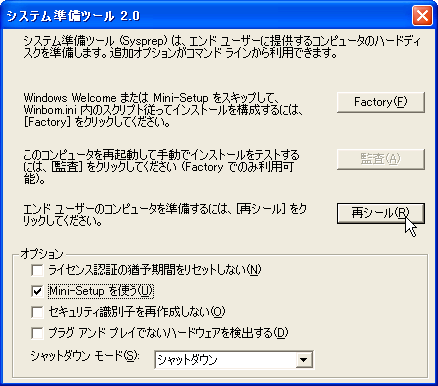 システム準備ツール 2.0
システム準備ツール (Sysprep) は、エンド ユーザーに提供するコンピュータのハードディ
スクを準備します。追加オプションがコマンド ラインから利用できます。
Windows Welcome または Mini-Setup をスキップして、
Winbom.ini 内のスクリプト従ってインストールを構成するには、
[Factory] をクリックしてください。
Factory(F)
このコンピュータを再起動して手動でインストールをテストする
には、[監査] をクリックしてください (Factory でのみ利用可
能)。
監査(A)
エンド ユーザーのコンピュータを準備するには、[再シール] をク
リックしてください。
再シール(R)
オプション
ライセンス認証の猶予期間をリセットしない(N)
Mini-Setup を使う(U)
セキュリティ識別子を再作成しない(O)
プラグ アンド プレイでないハードウェアを検出する(D)
シャットダウン モード(S):
シャットダウン